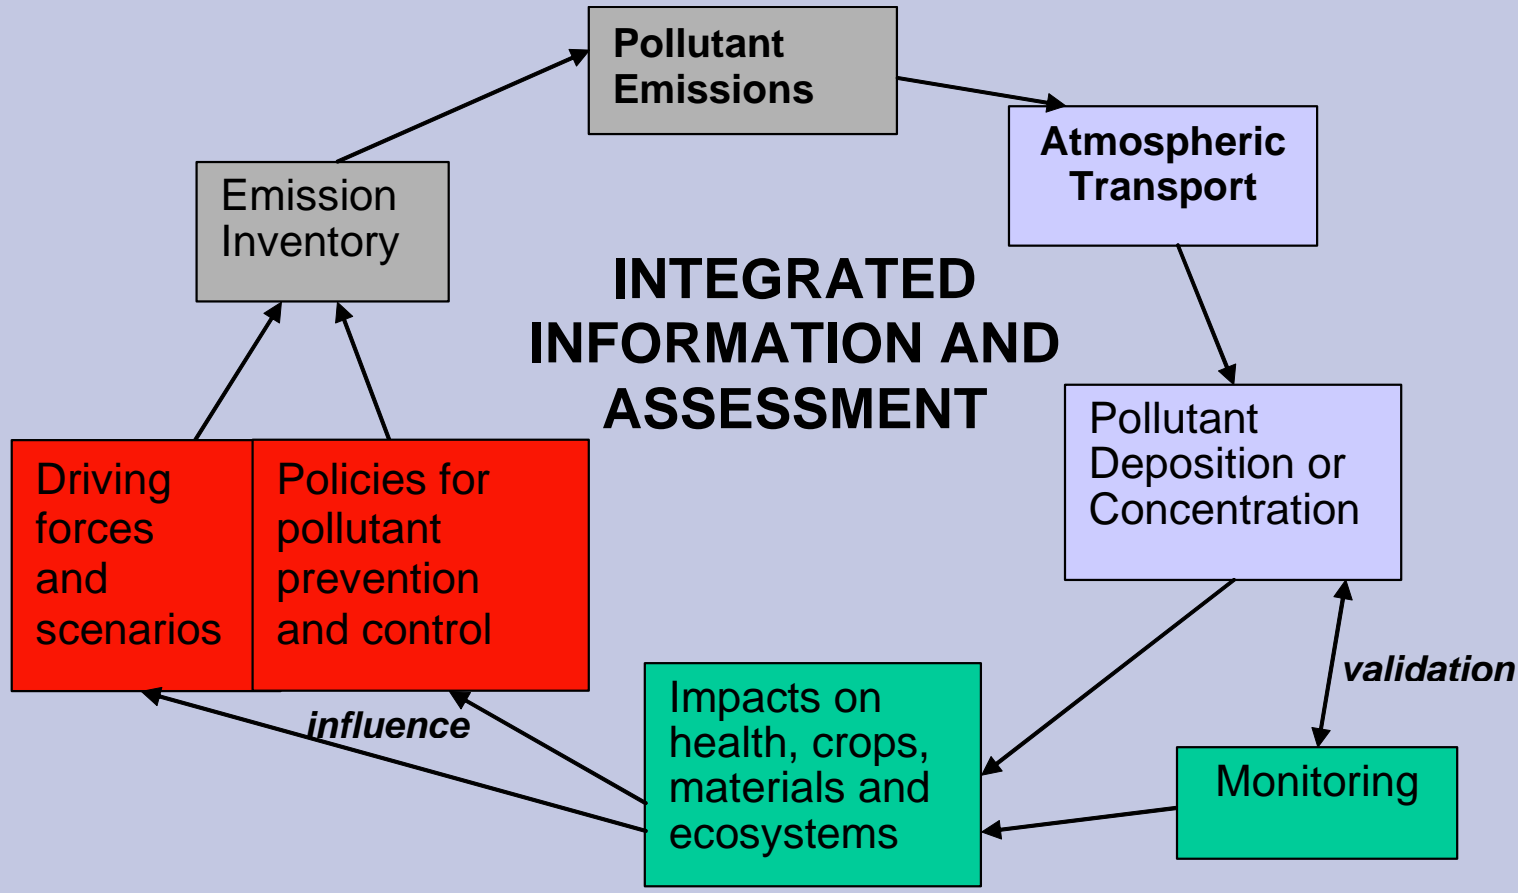 Pollutant
Emissions
Atmospheric
Transport
Emission
Inventory
INTEGRATED
INFORMATION AND
ASSESSMENT
Pollutant
Deposition or
Concentration
Driving
forces
and
scenarios
Policies for
pollutant
prevention
and control
validation
influence
Impacts on
health, crops,
materials and
ecosystems
Monitoring